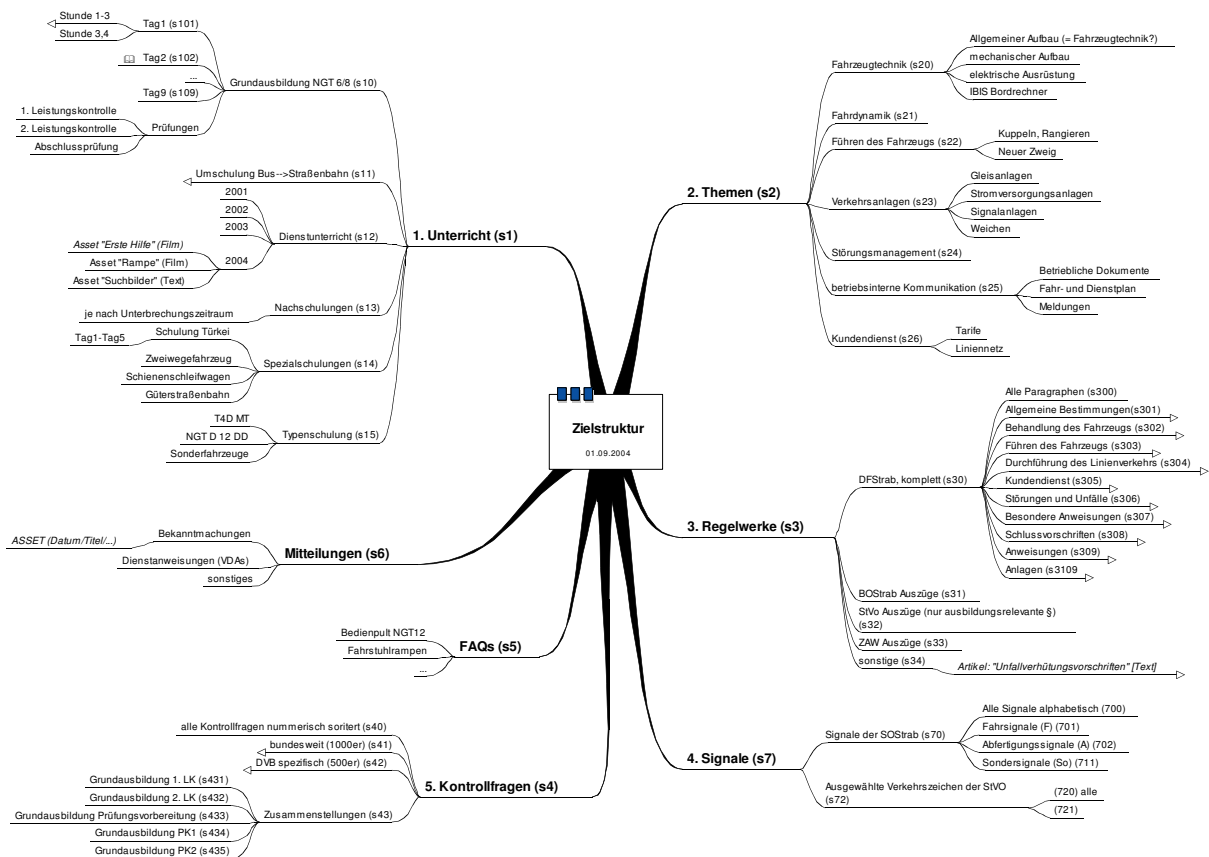 Zielstruktur
01.09.2004
1. Unterricht (s1)
Grundausbildung NGT 6/8 (s10)
Tag1 (s101)
Stunde 1-3
Stunde 3,4
Tag2 (s102)
...
Tag9 (s109)
Prüfungen
1. Leistungskontrolle
2. Leistungskontrolle
Abschlussprüfung
Umschulung Bus-->Straßenbahn (s11)
Dienstunterricht (s12)
2001
2002
2003
2004
Asset "Erste Hilfe" (Film)
Asset "Rampe" (Film)
Asset "Suchbilder" (Text)
Nachschulungen (s13)
je nach Unterbrechungszeitraum
Spezialschulungen (s14)
Schulung Türkei
Tag1-Tag5
Zweiwegefahrzeug
Schienenschleifwagen
Güterstraßenbahn
Typenschulung (s15)
T4D MT
NGT D 12 DD
Sonderfahrzeuge
2. Themen (s2)
Fahrzeugtechnik (s20)
Allgemeiner Aufbau (= Fahrzeugtechnik?)
mechanischer Aufbau
elektrische Ausrüstung
IBIS Bordrechner
Fahrdynamik (s21)
Führen des Fahrzeugs (s22)
Kuppeln, Rangieren
Neuer Zweig
Verkehrsanlagen (s23)
Gleisanlagen
Stromversorgungsanlagen
Signalanlagen
Weichen
Störungsmanagement (s24)
betriebsinterne Kommunikation (s25)
Betriebliche Dokumente
Fahr- und Dienstplan
Meldungen
Kundendienst (s26)
Tarife
Liniennetz
3. Regelwerke (s3)
DFStrab, komplett (s30)
Alle Paragraphen (s300)
Allgemeine Bestimmungen(s301)
Behandlung des Fahrzeugs (s302)
Führen des Fahrzeugs (s303)
Durchführung des Linienverkehrs (s304)
Kundendienst (s305)
Störungen und Unfälle (s306)
Besondere Anweisungen (s307)
Schlussvorschriften (s308)
Anweisungen (s309)
Anlagen (s3109
BOStrab Auszüge (s31)
StVo Auszüge (nur ausbildungsrelevante §)
(s32)
ZAW Auszüge (s33)
sonstige (s34)
Artikel: "Unfallverhütungsvorschriften" [Text]
4. Signale (s7)
Signale der SOStrab (s70)
Alle Signale alphabetisch (700)
Fahrsignale (F) (701)
Abfertigungssignale (A) (702)
Sondersignale (So) (711)
Ausgewählte Verkehrszeichen der StVO
(s72)
(720) alle
(721)
5. Kontrollfragen (s4)
alle Kontrollfragen nummerisch soritert (s40)
bundesweit (1000er) (s41)
DVB spezifisch (500er) (s42)
Zusammenstellungen (s43)
Grundausbildung 1. LK (s431)
Grundausbildung 2. LK (s432)
Grundausbildung Prüfungsvorbereitung (s433)
Grundausbildung PK1 (s434)
Grundausbildung PK2 (s435)
FAQs (s5)
Bedienpult NGT12
Fahrstuhlrampen
...
Mitteilungen (s6)
Bekanntmachungen
ASSET (Datum/Titel/...)
Dienstanweisungen (VDAs)
sonstiges